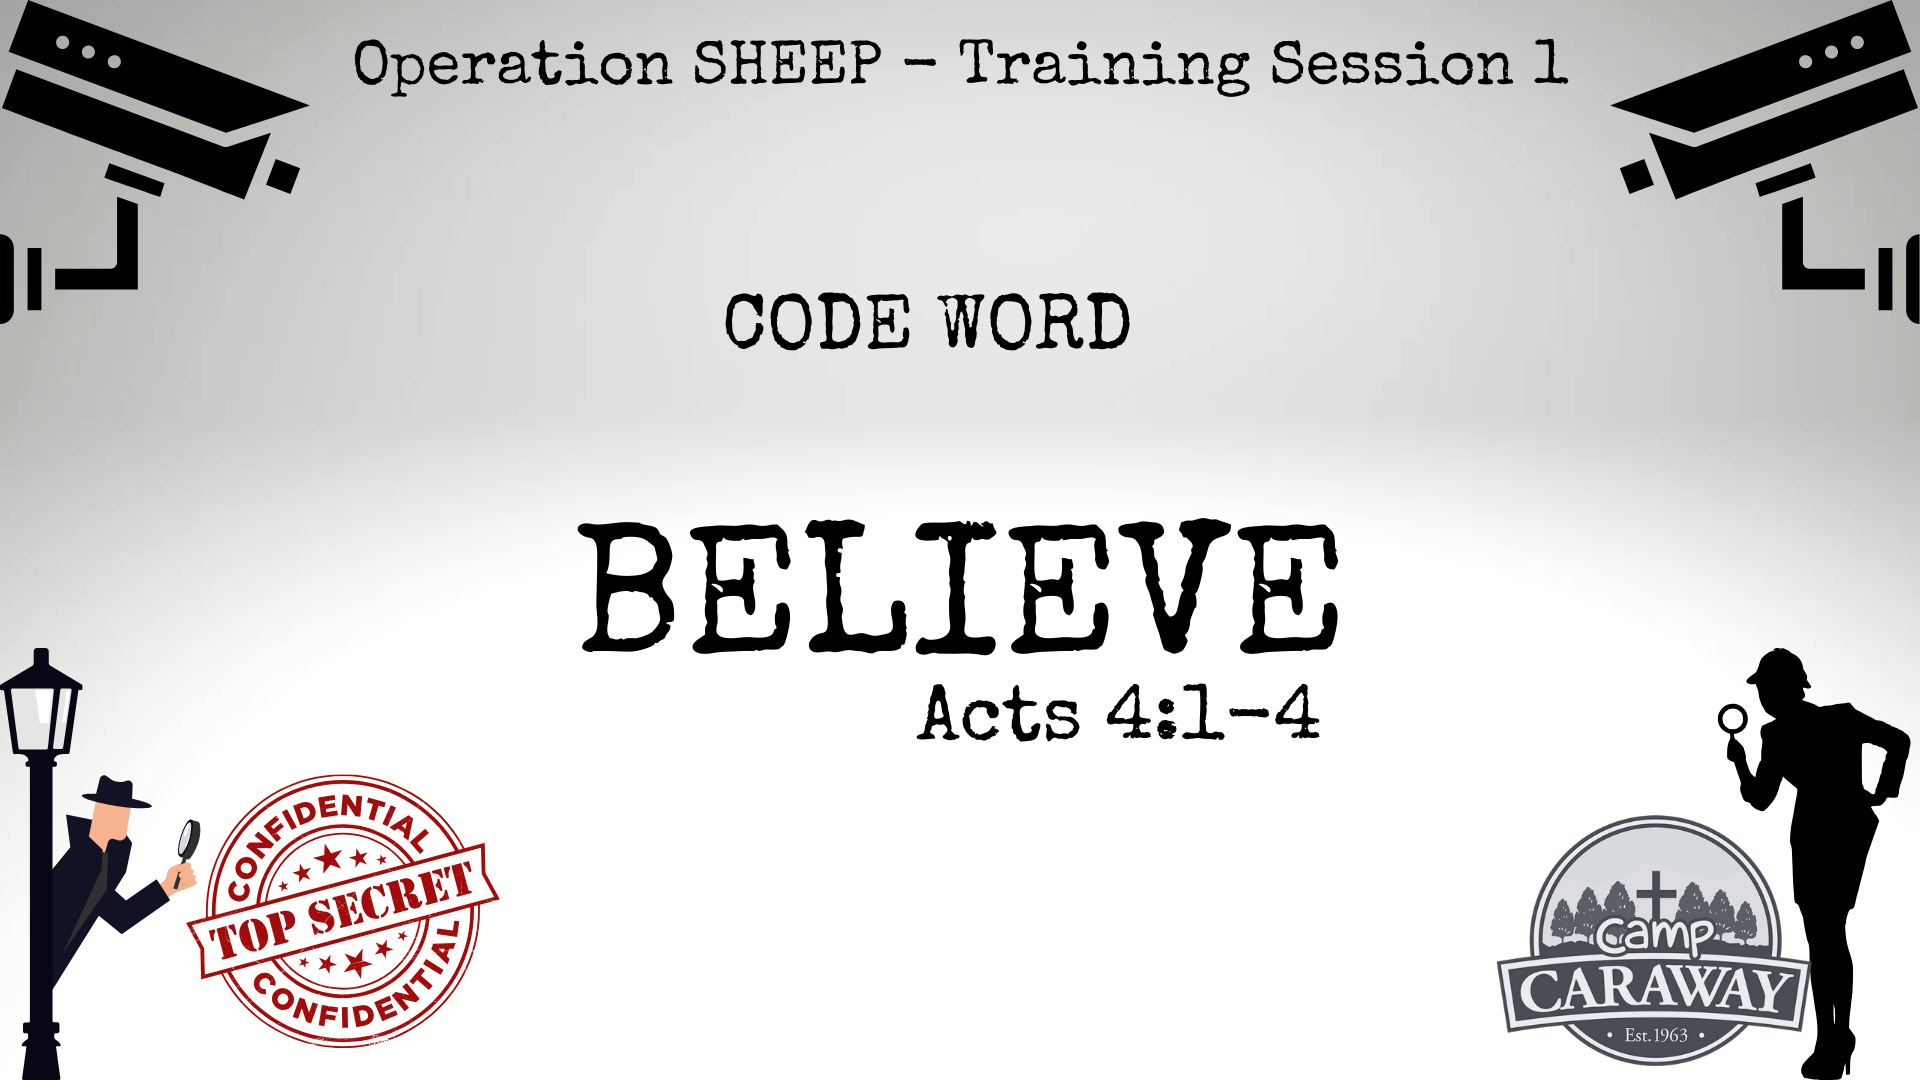 Operation SHEEP - Training Session 1
CODE WORD
BELIEVE
Acts 4:1-4
CONFIDENTIAL
TOP SECRET
CONFIDENTIAL
camp
CARAWAY
• Est.1963 •